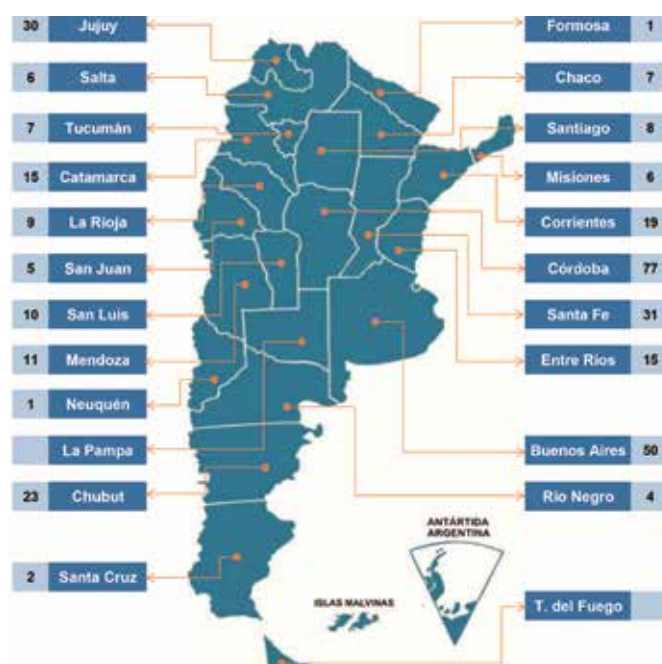 30 Jujuy
6 Salta
7 Tucumán
15 Catamarca
9 La Rioja
5 San Juan
10 San Luis
11 Mendoza
1 Neuquén
La Pampa
23 Chubut
2 Santa Cruz
Formosa 1
Chaco 7
Santiago 8
Misiones 6
Corrientes 19
Córdoba 77
Santa Fe 31
Entre Ríos 15
Buenos Aires 50
Río Negro 4
ANTÁRTIDA
ARGENTINA
ISLAS MALVINAS
T. del Fuego